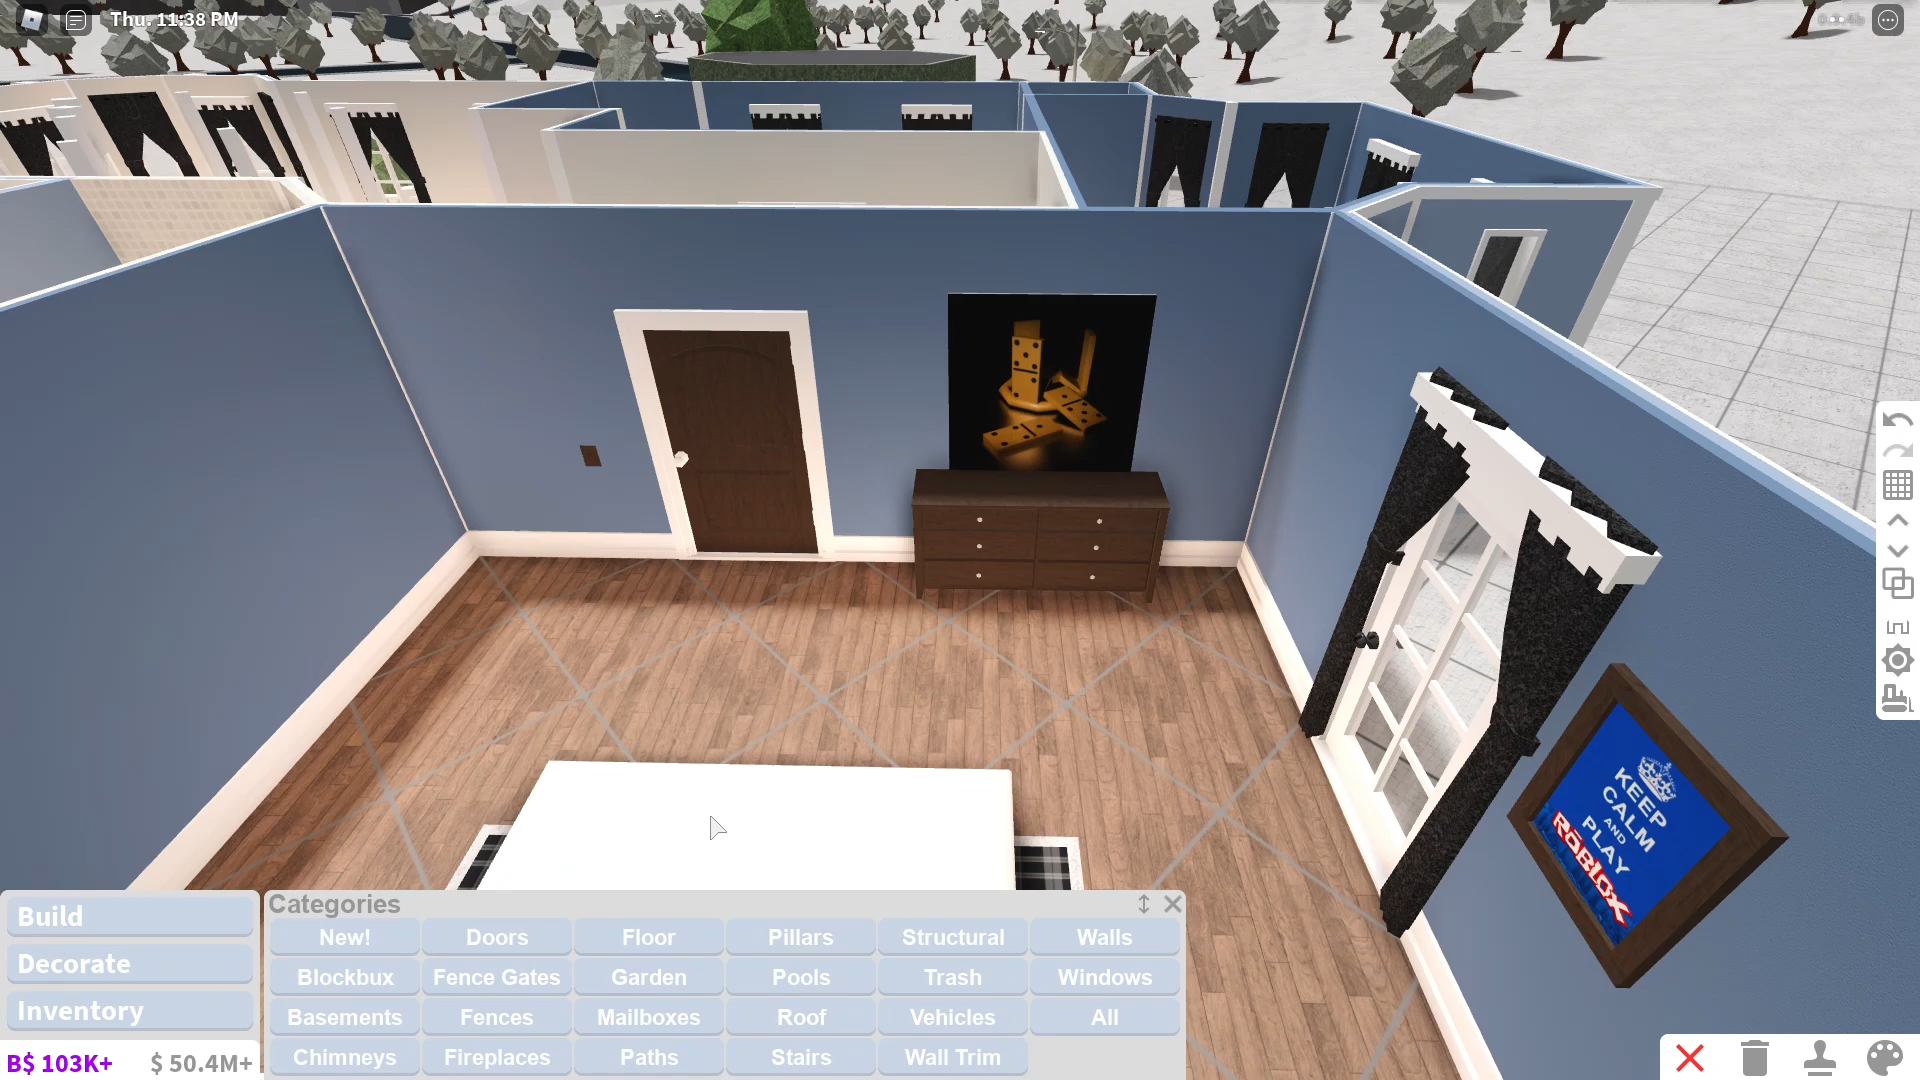 Thu. 11:38 PM
KEEP
CALM
AND
PLAY
ROBLOX
Build
Decorate
Inventory
B$ 103K+ $ 50.4M+
Categories
New! Doors Floor Pillars Structural Walls
Blockbux Fence Gates Garden Pools Trash Windows
Basements Fences Mailboxes Roof Vehicles All
Chimneys Fireplaces Paths Stairs Wall Trim